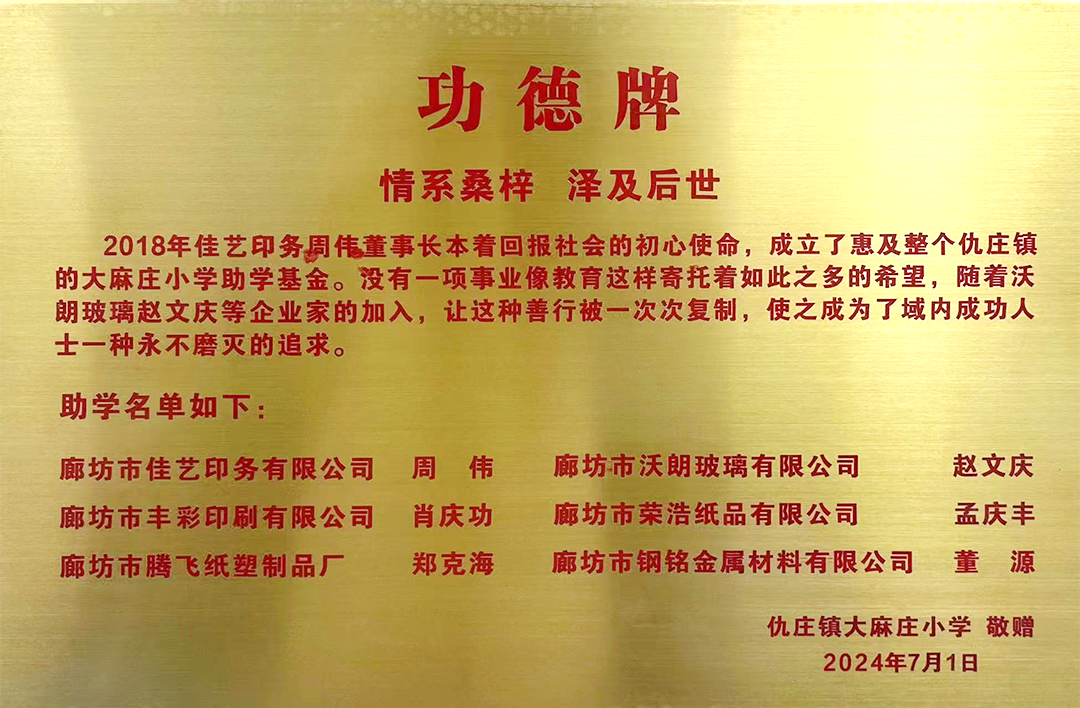 功德牌
情系桑梓 泽及后世
2018年佳艺印务周伟董事长本着回报社会的初心使命，成立了惠及整个仇庄镇
的大麻庄小学助学基金。没有一项事业像教育这样寄托着如此之多的希望，随着沃
朗玻璃赵文庆等企业家的加入，让这种善行被一次次复制，使之成为了域内成功人
士一种永不磨灭的追求。
助学名单如下：
廊坊市佳艺印务有限公司 周 伟 廊坊市沃朗玻璃有限公司 赵文庆
廊坊市丰彩印刷有限公司 肖庆功 廊坊市荣浩纸品有限公司 孟庆丰
廊坊市腾飞纸塑制品厂 郑克海 廊坊市钢铭金属材料有限公司 董 源
仇庄镇大麻庄小学 敬赠
2024年7月1日